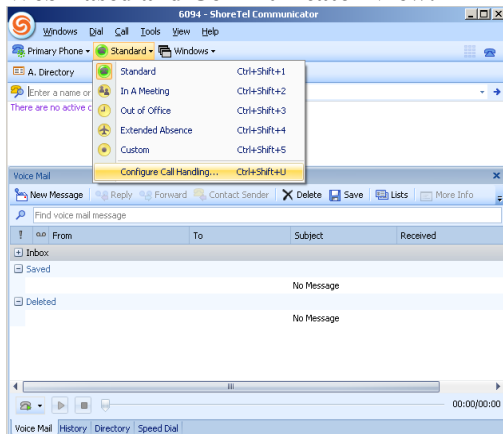 6094 - ShoreTel Communicator
Windows Dial Call Tools View Help
Primary Phone Standard Windows
A. Directory
Standard Ctrl+Shift+1
Enter a name or
In A Meeting Ctrl+Shift+2
There are no active c
Out of Office Ctrl+Shift+3
Extended Absence Ctrl+Shift+4
Custom Ctrl+Shift+5
Configure Call Handling... Ctrl+Shift+U
Voice Mail
New Message Reply Forward Contact Sender Delete Save Lists More Info
Find voice mail message
! From To Subject Received
Inbox
Saved
No Message
Deleted
No Message
00:00/00:00
Voice Mail History Directory Speed Dial